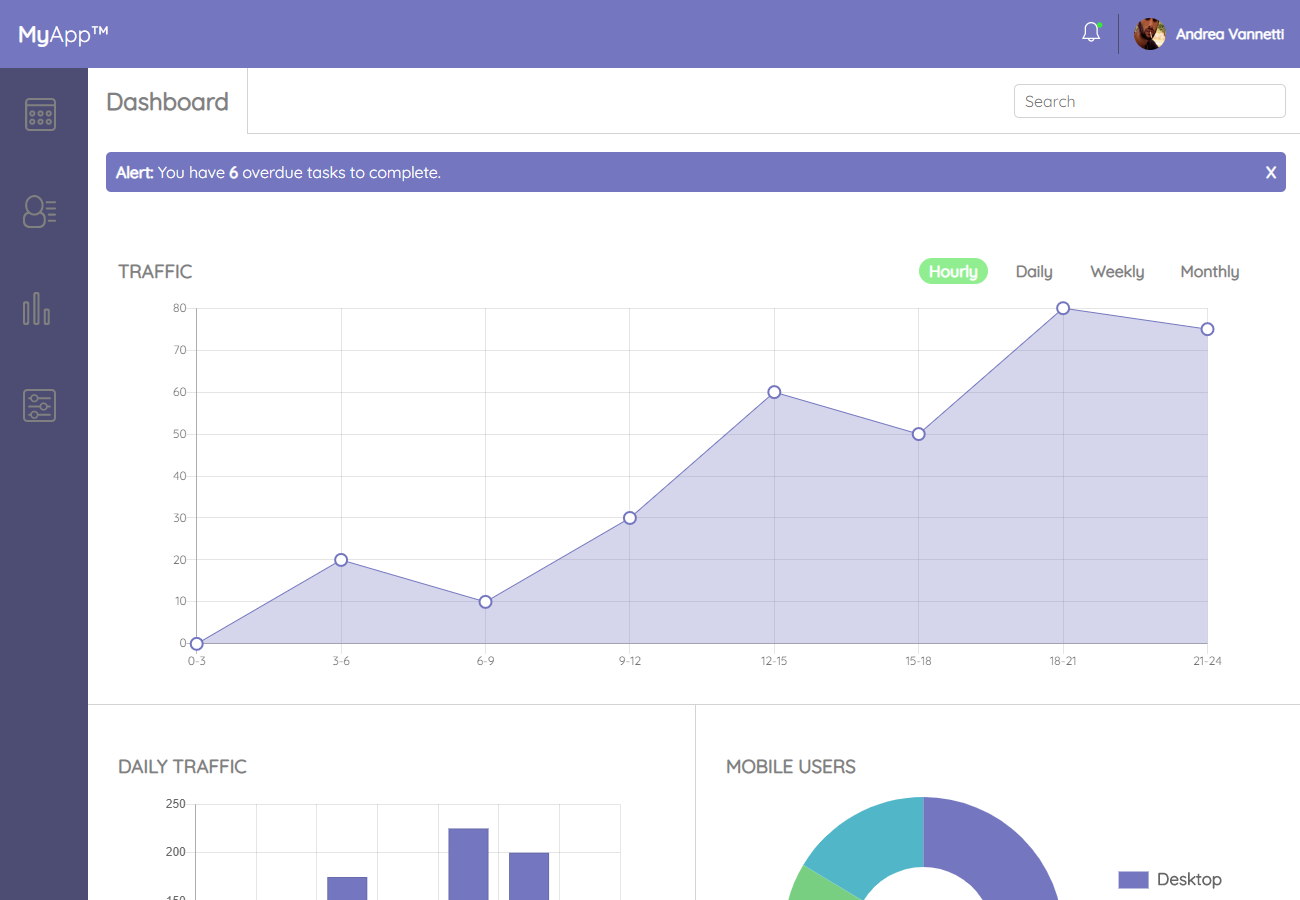 MyApp™
Andrea Vannetti
Dashboard
Search
Alert: You have 6 overdue tasks to complete.
X
TRAFFIC
Hourly Daily Weekly Monthly
80
70
60
50
40
30
20
10
0
0-3 3-6 6-9 9-12 12-15 15-18 18-21 21-24
DAILY TRAFFIC
250
200
150
MOBILE USERS
Desktop